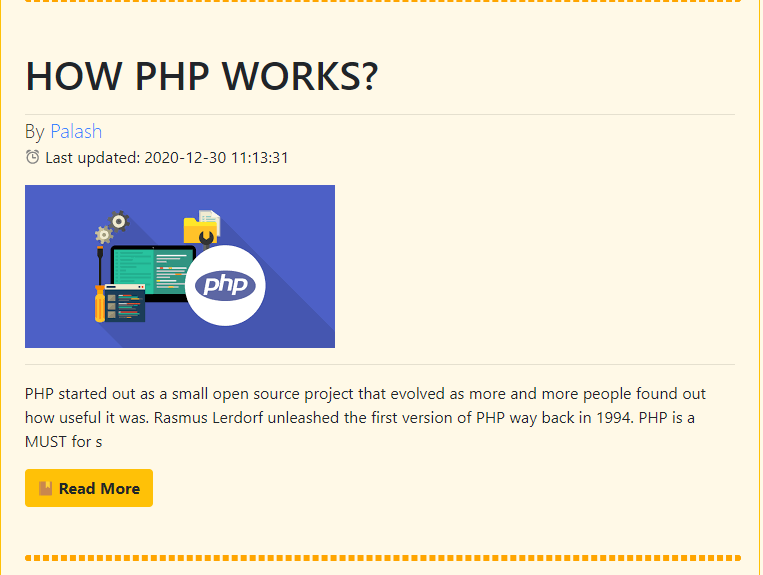 HOW PHP WORKS?
By Palash
Last updated: 2020-12-30 11:13:31
php
PHP started out as a small open source project that evolved as more and more people found out
how useful it was. Rasmus Lerdorf unleashed the first version of PHP way back in 1994. PHP is a
MUST for s
Read More